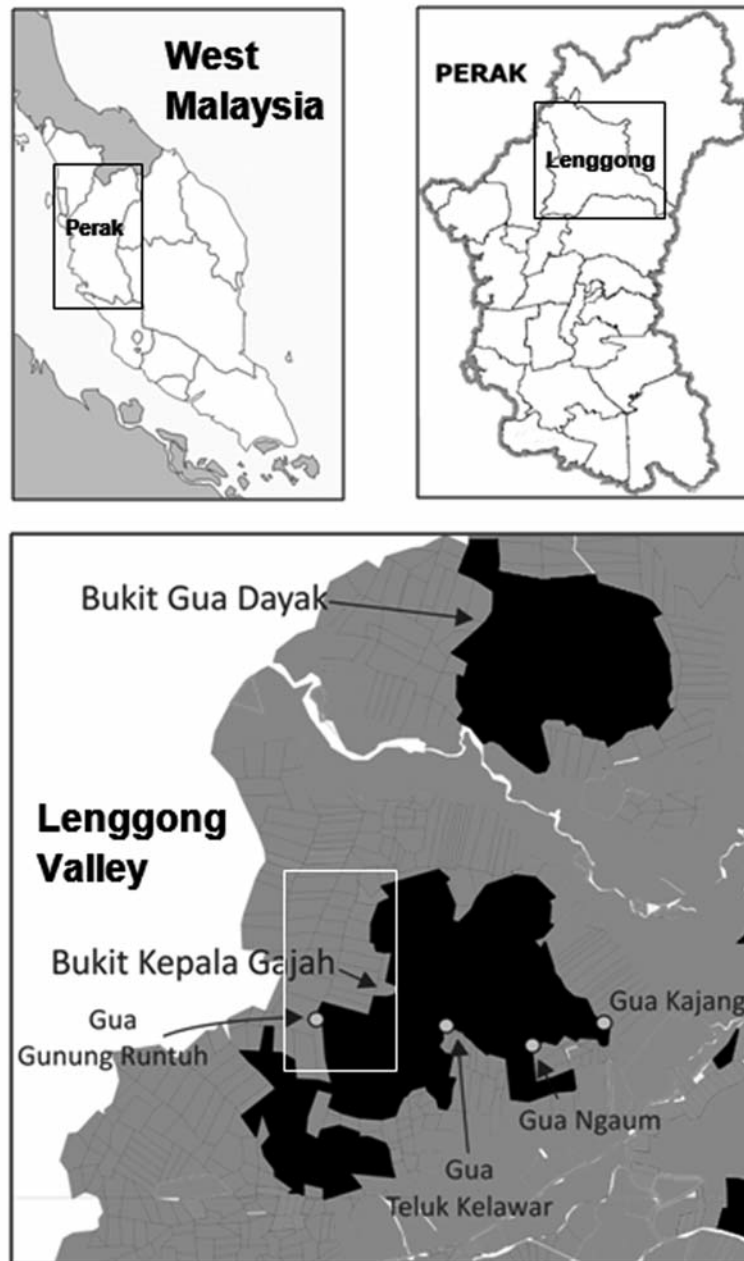 West
Malaysia
Perak
PERAK
Lenggong
Bukit Gua Dayak
Lenggong
Valley
Bukit Kepala Gajah
Gua
Gunung Runtuh
Gua Kajang
Gua Ngaum
Gua
Teluk Kelawar